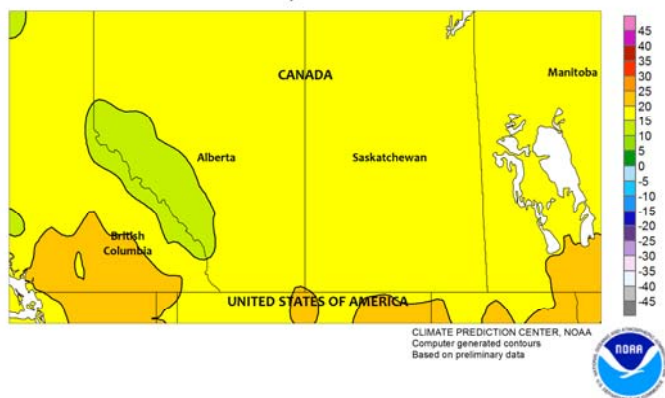 CANADA
Manitoba
Alberta
Saskatchewan
British
Columbia
UNITED STATES OF AMERICA
45
40
35
30
25
20
15
10
5
0
-5
-10
-15
-20
-25
-30
-35
-40
-45
CLIMATE PREDICTION CENTER, NOAA
Computer generated contours
Based on preliminary data
NOAA